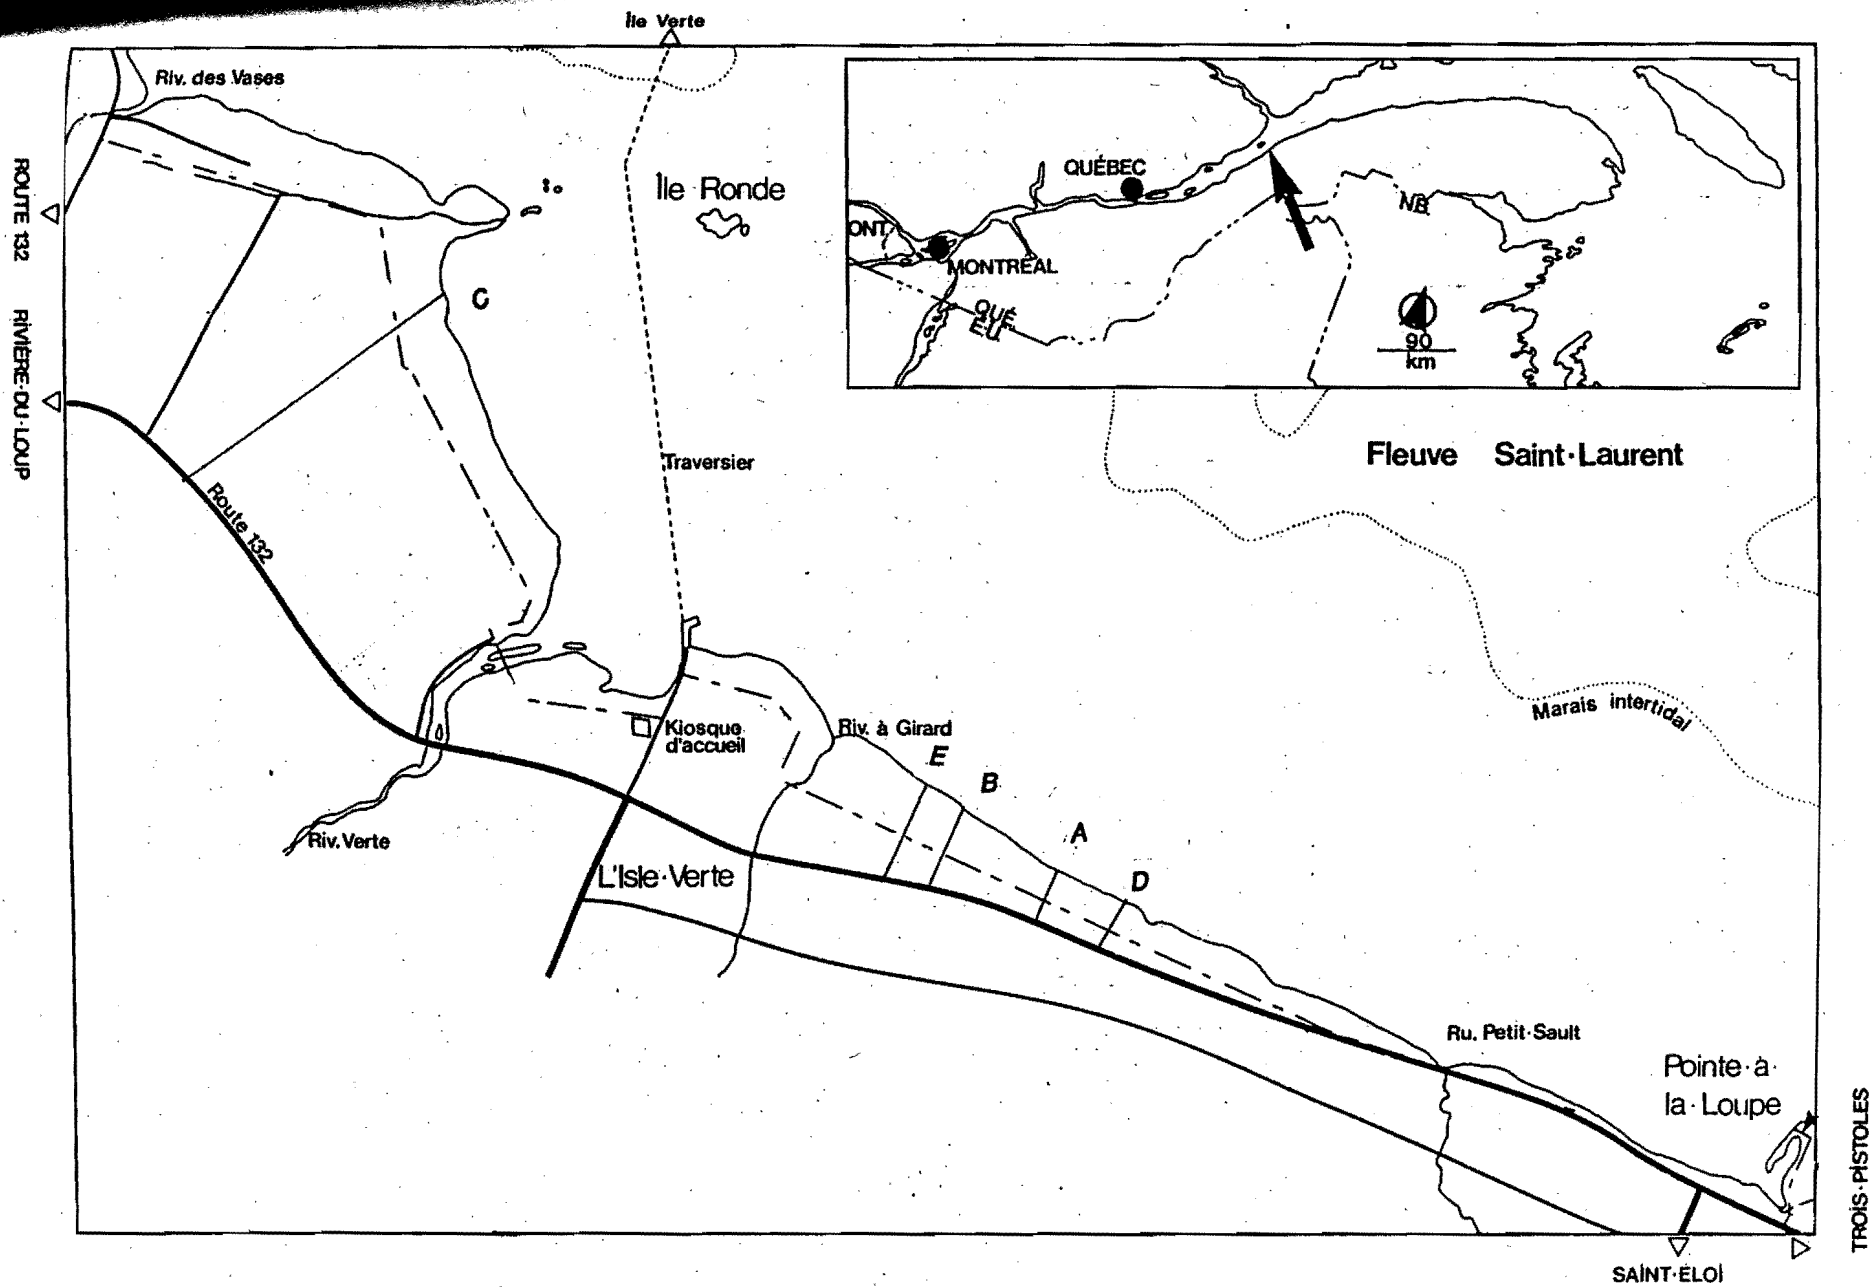 Île Verte
Riv. des Vases
ROUTE 132
RIVIÈRE·DU·LOUP
Île Ronde
QUÉBEC
ONT.
MONTRÉAL
N.B.
QUÉ
E·U
90
km
C
Fleuve Saint·Laurent
Traversier
Route 132
Marais intertidal
Kiosque
d'accueil
Riv. à Girard
E
B
A
D
Riv. Verte
L'Isle·Verte
Ru. Petit·Sault
Pointe·à·
la·Loupe
TROIS·PISTOLES
SAINT·ÉLOI